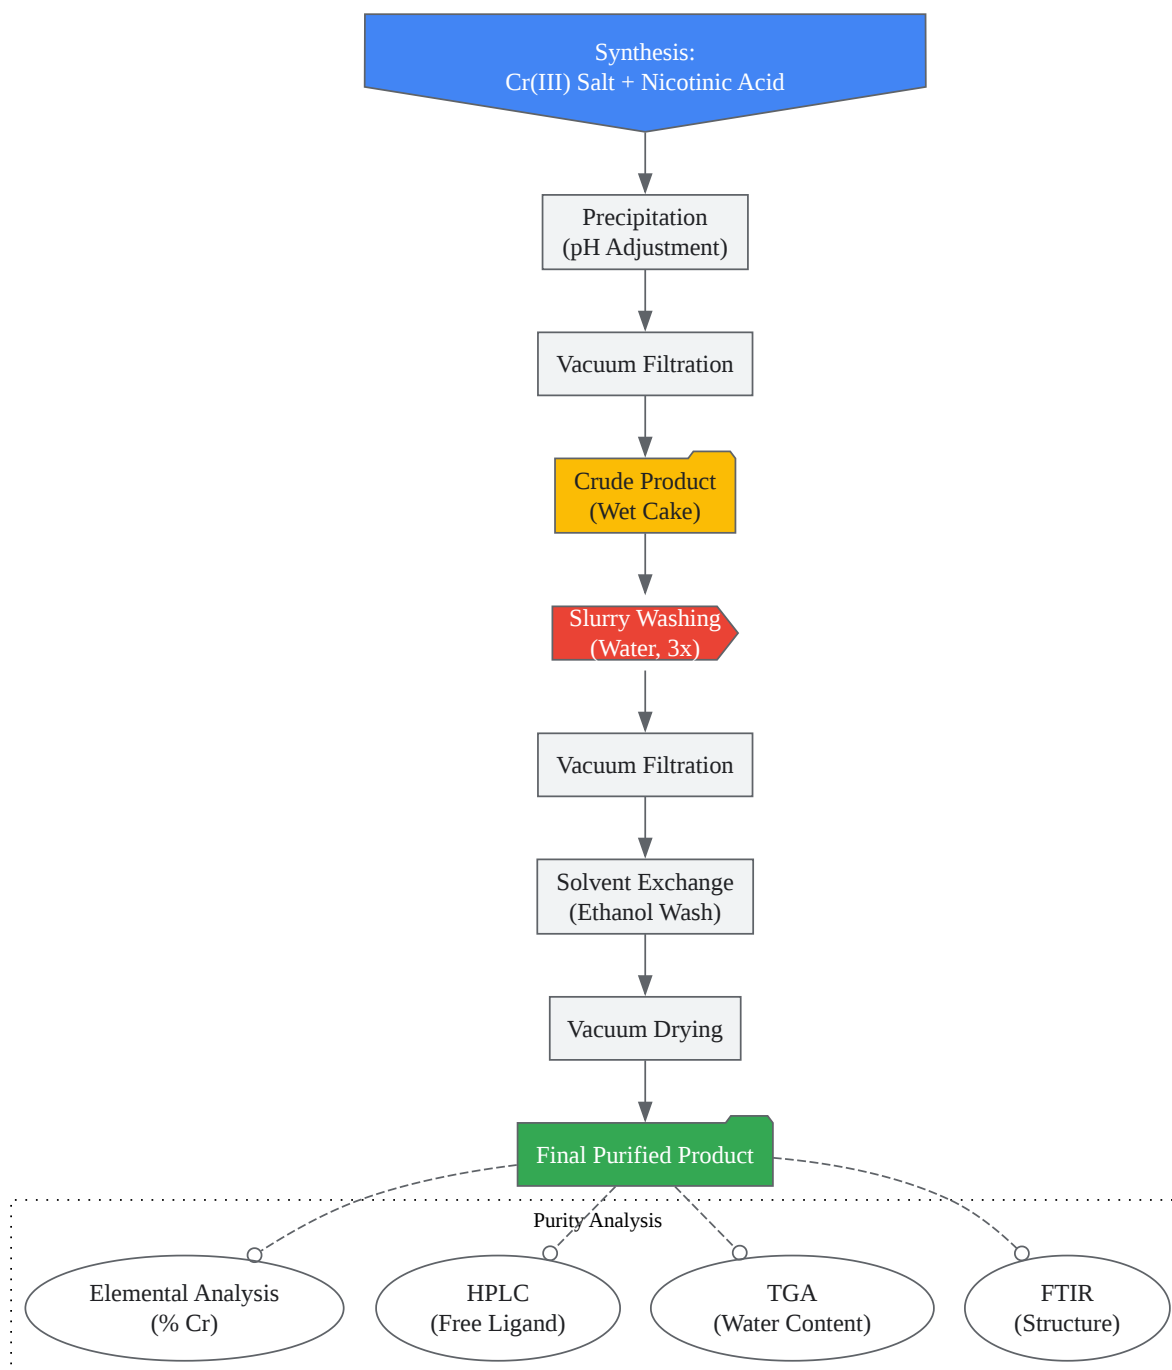 Synthesis:
Cr(III) Salt + Nicotinic Acid
Precipitation
(pH Adjustment)
Vacuum Filtration
Crude Product
(Wet Cake)
Slurry Washing
(Water, 3x)
Vacuum Filtration
Solvent Exchange
(Ethanol Wash)
Vacuum Drying
Final Purified Product
Purity Analysis
Elemental Analysis
(% Cr)
HPLC
(Free Ligand)
TGA
(Water Content)
FTIR
(Structure)